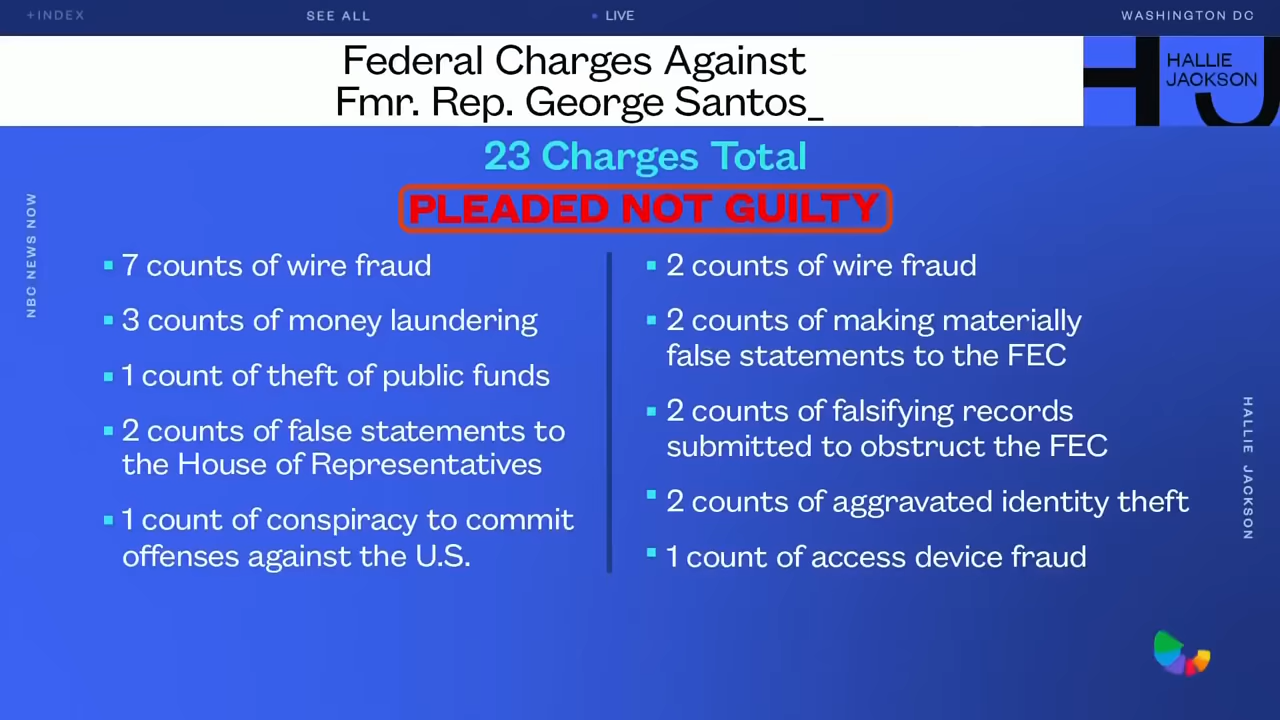 +INDEX
SEE ALL
LIVE
WASHINGTON DC
Federal Charges Against
Fmr. Rep. George Santos_
HALLIE
JACKSON
HJ
23 Charges Total
PLEADED NOT GUILTY
NBC NEWS NOW
▪ 7 counts of wire fraud
▪ 3 counts of money laundering
▪ 1 count of theft of public funds
▪ 2 counts of false statements to
the House of Representatives
▪ 1 count of conspiracy to commit
offenses against the U.S.
▪ 2 counts of wire fraud
▪ 2 counts of making materially
false statements to the FEC
▪ 2 counts of falsifying records
submitted to obstruct the FEC
▪ 2 counts of aggravated identity theft
▪ 1 count of access device fraud
HALLIE JACKSON